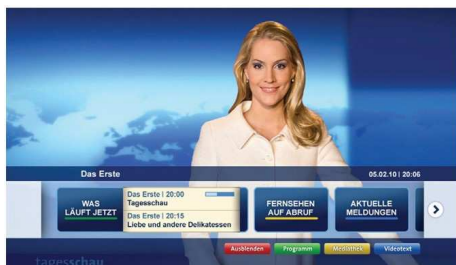 Das Erste
05.02.10 | 20:06
WAS
LÄUFT JETZT
Das Erste | 20:00
Tagesschau
Das Erste | 20:15
Liebe und andere Delikatessen
FERNSEHEN
AUF ABRUF
AKTUELLE
MELDUNGEN
Ausblenden
Programm
Mediathek
Videotext
tagesschau